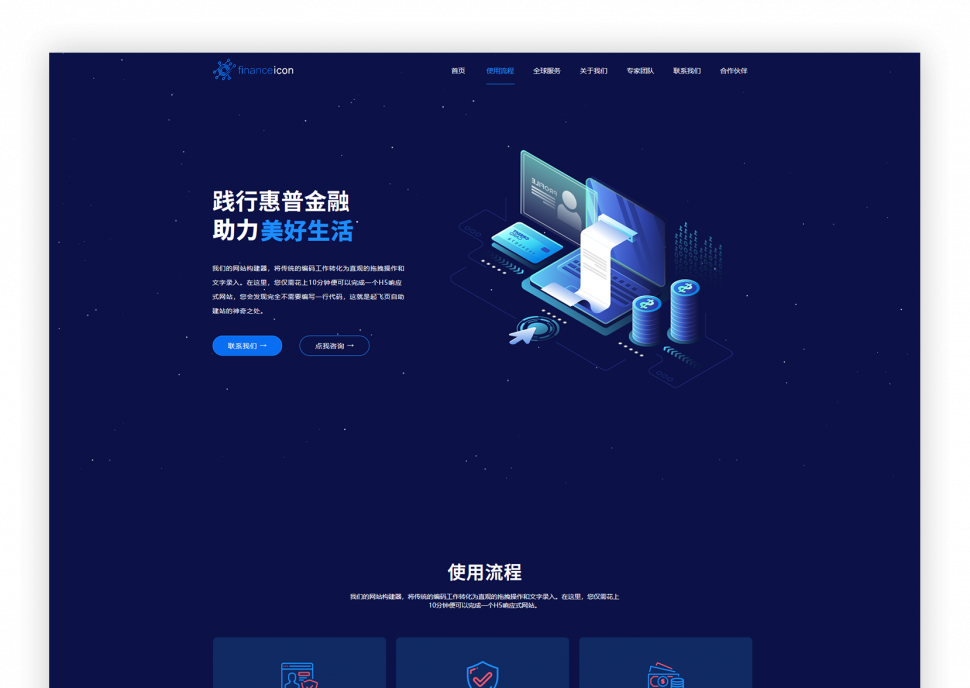 financeicon
首页 使用流程 全球服务 关于我们 专家团队 联系我们 合作伙伴
践行惠普金融
助力美好生活
我们的网站构建器，将传统的编码工作转化为直观的拖拽操作和
文字录入。在这里，您仅需花上10分钟便可以完成一个H5响应
式网站，您会发现完全不需要编写一行代码，这就是起飞页自助
建站的神奇之处。
联系我们 →
点我咨询 →
使用流程
我们的网站构建器，将传统的编码工作转化为直观的拖拽操作和文字录入。在这里，您仅需花上
10分钟便可以完成一个H5响应式网站。